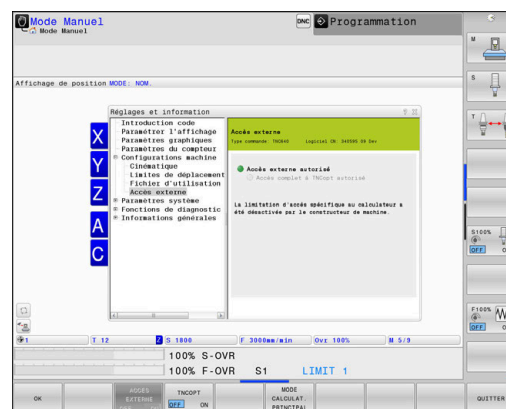 Mode Manuel
Mode Manuel
DNC
Programmation
Affichage de position MODE: NOM.
Réglages et information
Introduction code
Paramétrer l'affichage
Paramètres graphiques
Paramètres du compteur
Configurations machine
Cinématique
Limites de déplacement
Fichier d'utilisation
Accès externe
Paramètres système
Fonctions de diagnostic
Informations générales
Accès externe
Type commande: TNC640
Accès externe autorisé
Accès complet à TNCopt autorisé
La limitation d'accès spécifique au calculateur a
été désactivée par le constructeur de machine.
X
Y
Z
A
C
M
S
T
S100%
OFF
F100%
OFF
1
T 12
Z S 1800
F 3000mm/min
Ovr 100%
M 5/9
100% S-OVR
100% F-OVR S1 LIMIT 1
OK
ACCES
EXTERNE
TNCOPT
OFF ON
MODE
CALCULAT.
PRINCIPAL
QUITTER